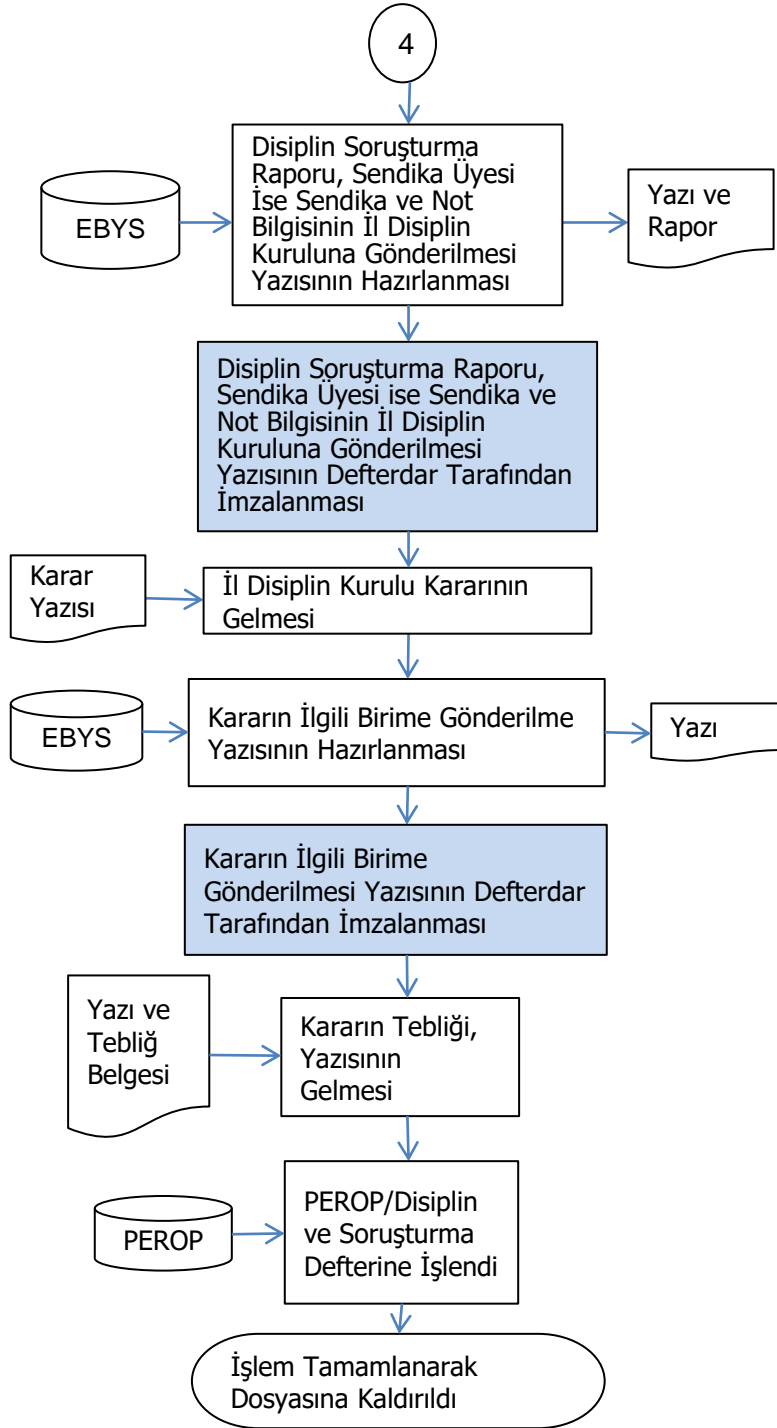 4
Disiplin Soruşturma
Raporu, Sendika Üyesi
İse Sendika ve Not
Bilgisinin İl Disiplin
Kuruluna Gönderilmesi
Yazısının Hazırlanması
EBYS
Yazı ve
Rapor
Disiplin Soruşturma Raporu,
Sendika Üyesi ise Sendika ve
Not Bilgisinin İl Disiplin
Kuruluna Gönderilmesi
Yazısının Defterdar Tarafından
İmzalanması
Karar
Yazısı
İl Disiplin Kurulu Kararının
Gelmesi
EBYS
Kararın İlgili Birime Gönderilme
Yazısının Hazırlanması
Yazı
Kararın İlgili Birime
Gönderilmesi Yazısının Defterdar
Tarafından İmzalanması
Yazı ve
Tebliğ
Belgesi
Kararın Tebliği,
Yazısının
Gelmesi
PEROP
PEROP/Disiplin
ve Soruşturma
Defterine İşlendi
İşlem Tamamlanarak
Dosyasına Kaldırıldı